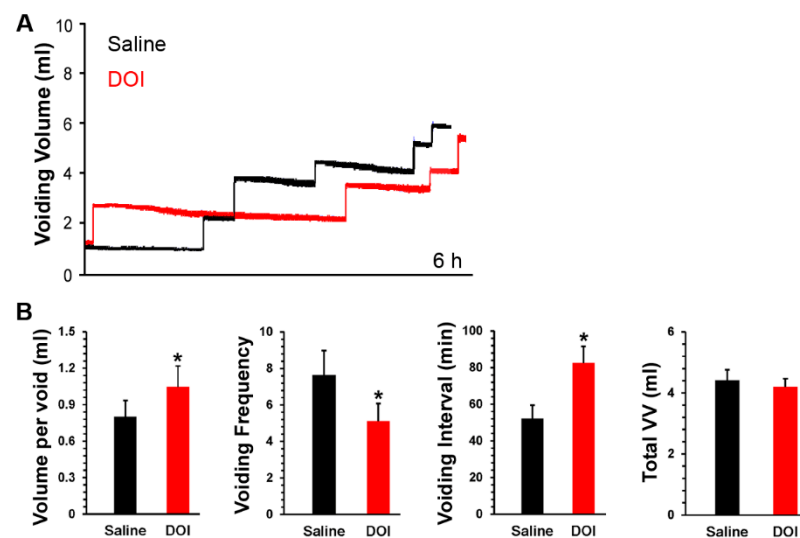 A
Voiding Volume (ml)
10
8
6
4
2
0
Saline
DOI
6 h
B
Volume per void (ml)
1.5
1.2
0.9
0.6
0.3
0
*
Saline DOI
Voiding Frequency
10
8
6
4
2
0
*
Saline DOI
Voiding Interval (min)
100
80
60
40
20
0
*
Saline DOI
Total VV (ml)
6
4
2
0
Saline DOI